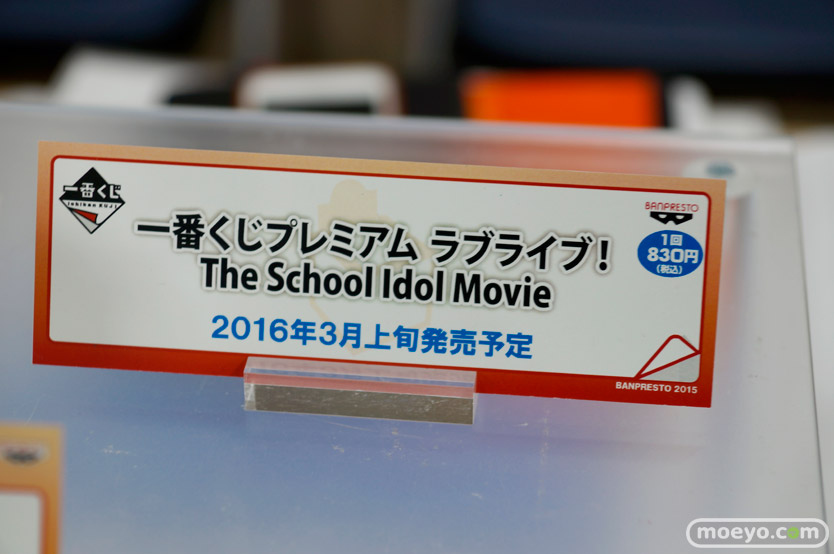 一番くじ
Ichiban KUJI
一番くじプレミアム ラブライブ!
The School Idol Movie
2016年3月上旬発売予定
BANPRESTO
1回
830円
(税込)
BANPRESTO 2015
moeyo.com